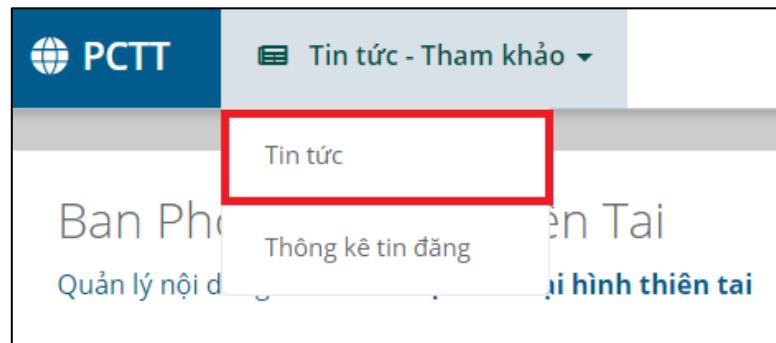 PCTT Tin tức - Tham khảo
Tin tức
Ban Ph ên Tai
Thông kê tin đăng
Quản lý nội d ại hình thiên tai